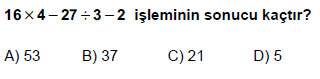 16 × 4 – 27 ÷ 3 – 2 işleminin sonucu kaçtır?
A) 53 B) 37 C) 21 D) 5